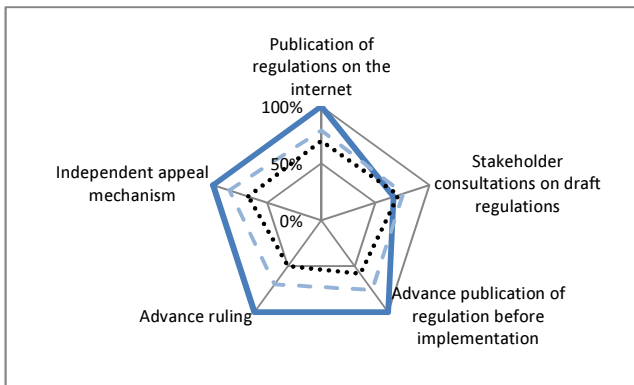 Publication of
regulations on the
internet
100%
50%
0%
Stakeholder
consultations on draft
regulations
Advance publication of
regulation before
implementation
Advance ruling
Independent appeal
mechanism